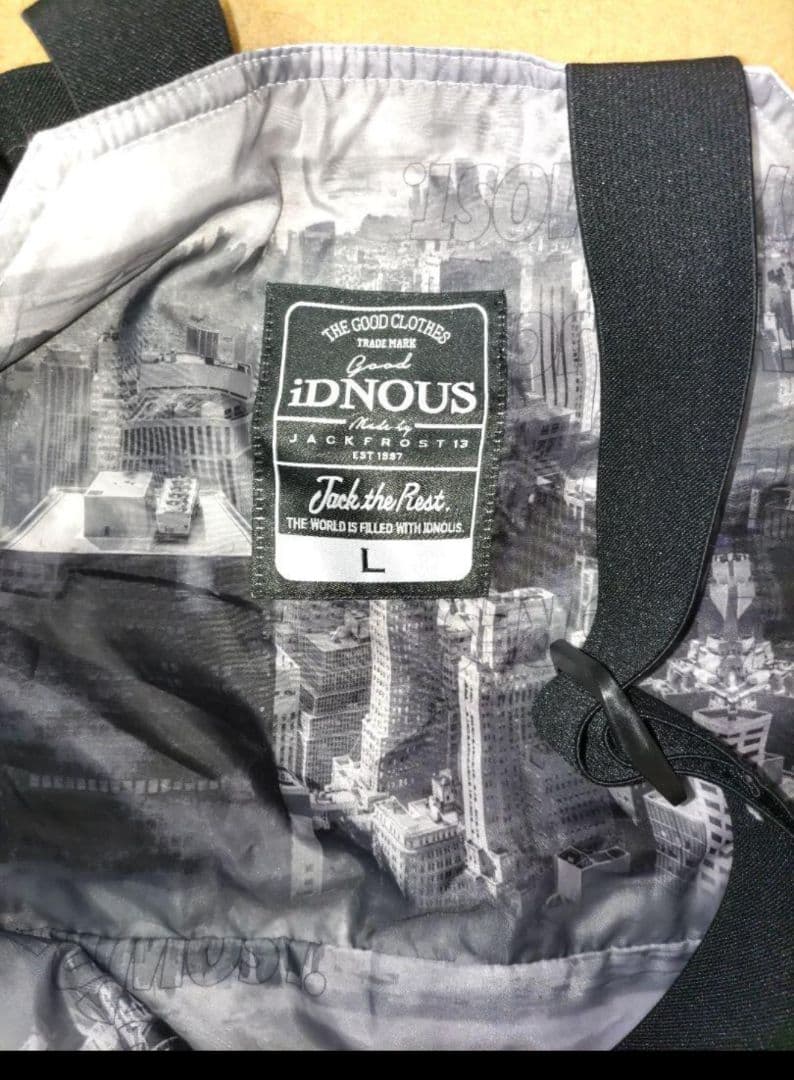 THE GOOD CLOTHES
TRADE MARK
Good
iDNOUS
Made by
JACKFROST13
EST 1987
Jack the Rest.
THE WORLD IS FILLED WITH IDNOUS.
L